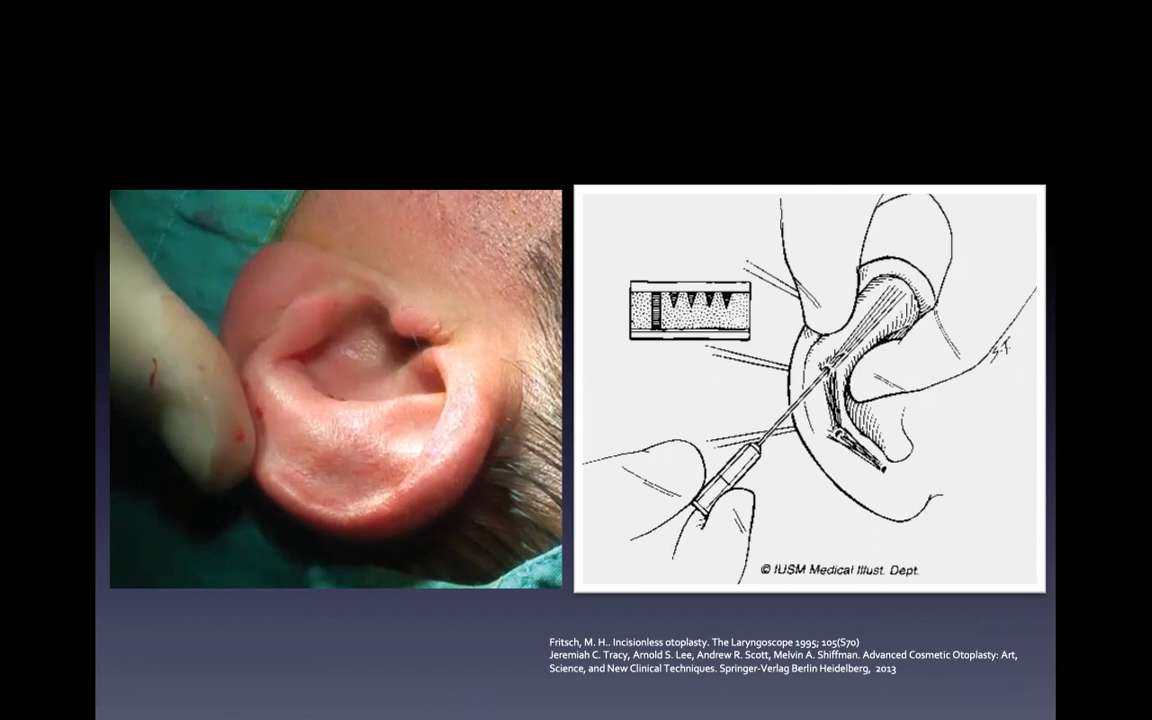 © IUSM Medical Illust. Dept.
Fritsch, M. H.. Incisionless otoplasty. The Laryngoscope 1995; 105(S70)
Jeremiah C. Tracy, Arnold S. Lee, Andrew R. Scott, Melvin A. Shiffman. Advanced Cosmetic Otoplasty: Art,
Science, and New Clinical Techniques. Springer-Verlag Berlin Heidelberg, 2013